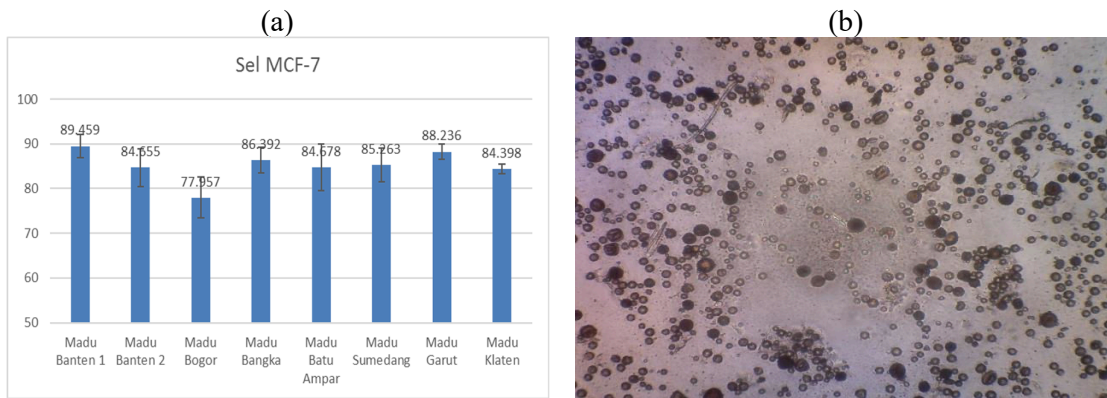 (a)
(b)
Sel MCF-7
100
90
80
70
60
50
89.459
84.655
77.957
86.392
84.678
85.263
88.236
84.398
Madu
Banten 1
Madu
Banten 2
Madu
Bogor
Madu
Bangka
Madu
Batu
Ampar
Madu
Sumedang
Madu
Garut
Madu
Klaten